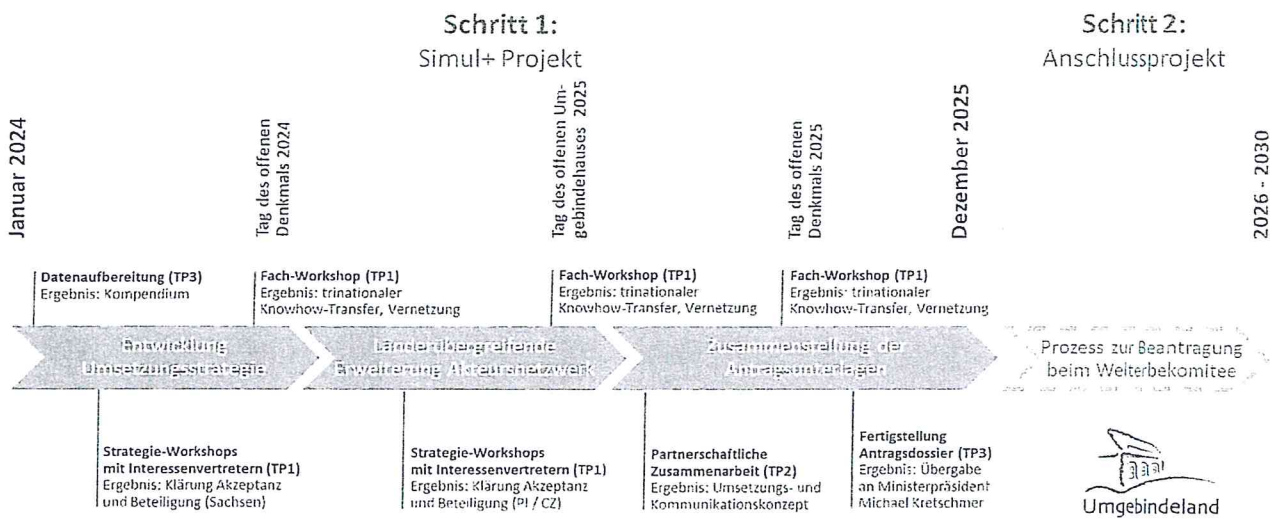 Schritt 1:
Simul+ Projekt
Schritt 2:
Anschlussprojekt
Januar 2024
Tag des offenen
Denkmals 2024
Tag des offenen Um-
gebindehauses 2025
Tag des offenen
Denkmals 2025
Dezember 2025
2026 - 2030
Datenaufbereitung (TP3)
Ergebnis: Kompendium
Fach-Workshop (TP1)
Ergebnis: trinationaler
Knowhow-Transfer, Vernetzung
Fach-Workshop (TP1)
Ergebnis: trinationaler
Knowhow-Transfer, Vernetzung
Fach-Workshop (TP1)
Ergebnis: trinationaler
Knowhow-Transfer, Vernetzung
Entwicklung
Umsetzungsstrategie
Länderübergreifende
Erweiterung Akteursnetzwerk
Zusammenstellung der
Antragsunterlagen
Prozess zur Beantragung
beim Welterbekomitee
Strategie-Workshops
mit Interessenvertretern (TP1)
Ergebnis: Klärung Akzeptanz
und Beteiligung (Sachsen)
Strategie-Workshops
mit Interessenvertretern (TP1)
Ergebnis: Klärung Akzeptanz
und Beteiligung (Pl / CZ)
Partnerschaftliche
Zusammenarbeit (TP2)
Ergebnis: Umsetzungs- und
Kommunikationskonzept
Fertigstellung
Antragsdossier (TP3)
Ergebnis: Übergabe
an Ministerpräsident
Michael Kretschmer
Umgebindeland